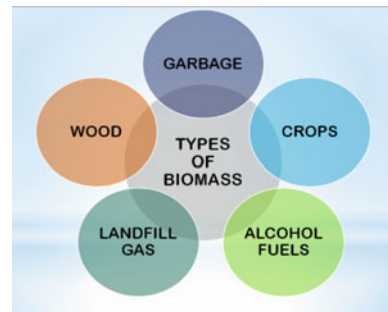 GARBAGE
WOOD
CROPS
TYPES
OF
BIOMASS
LANDFILL
GAS
ALCOHOL
FUELS